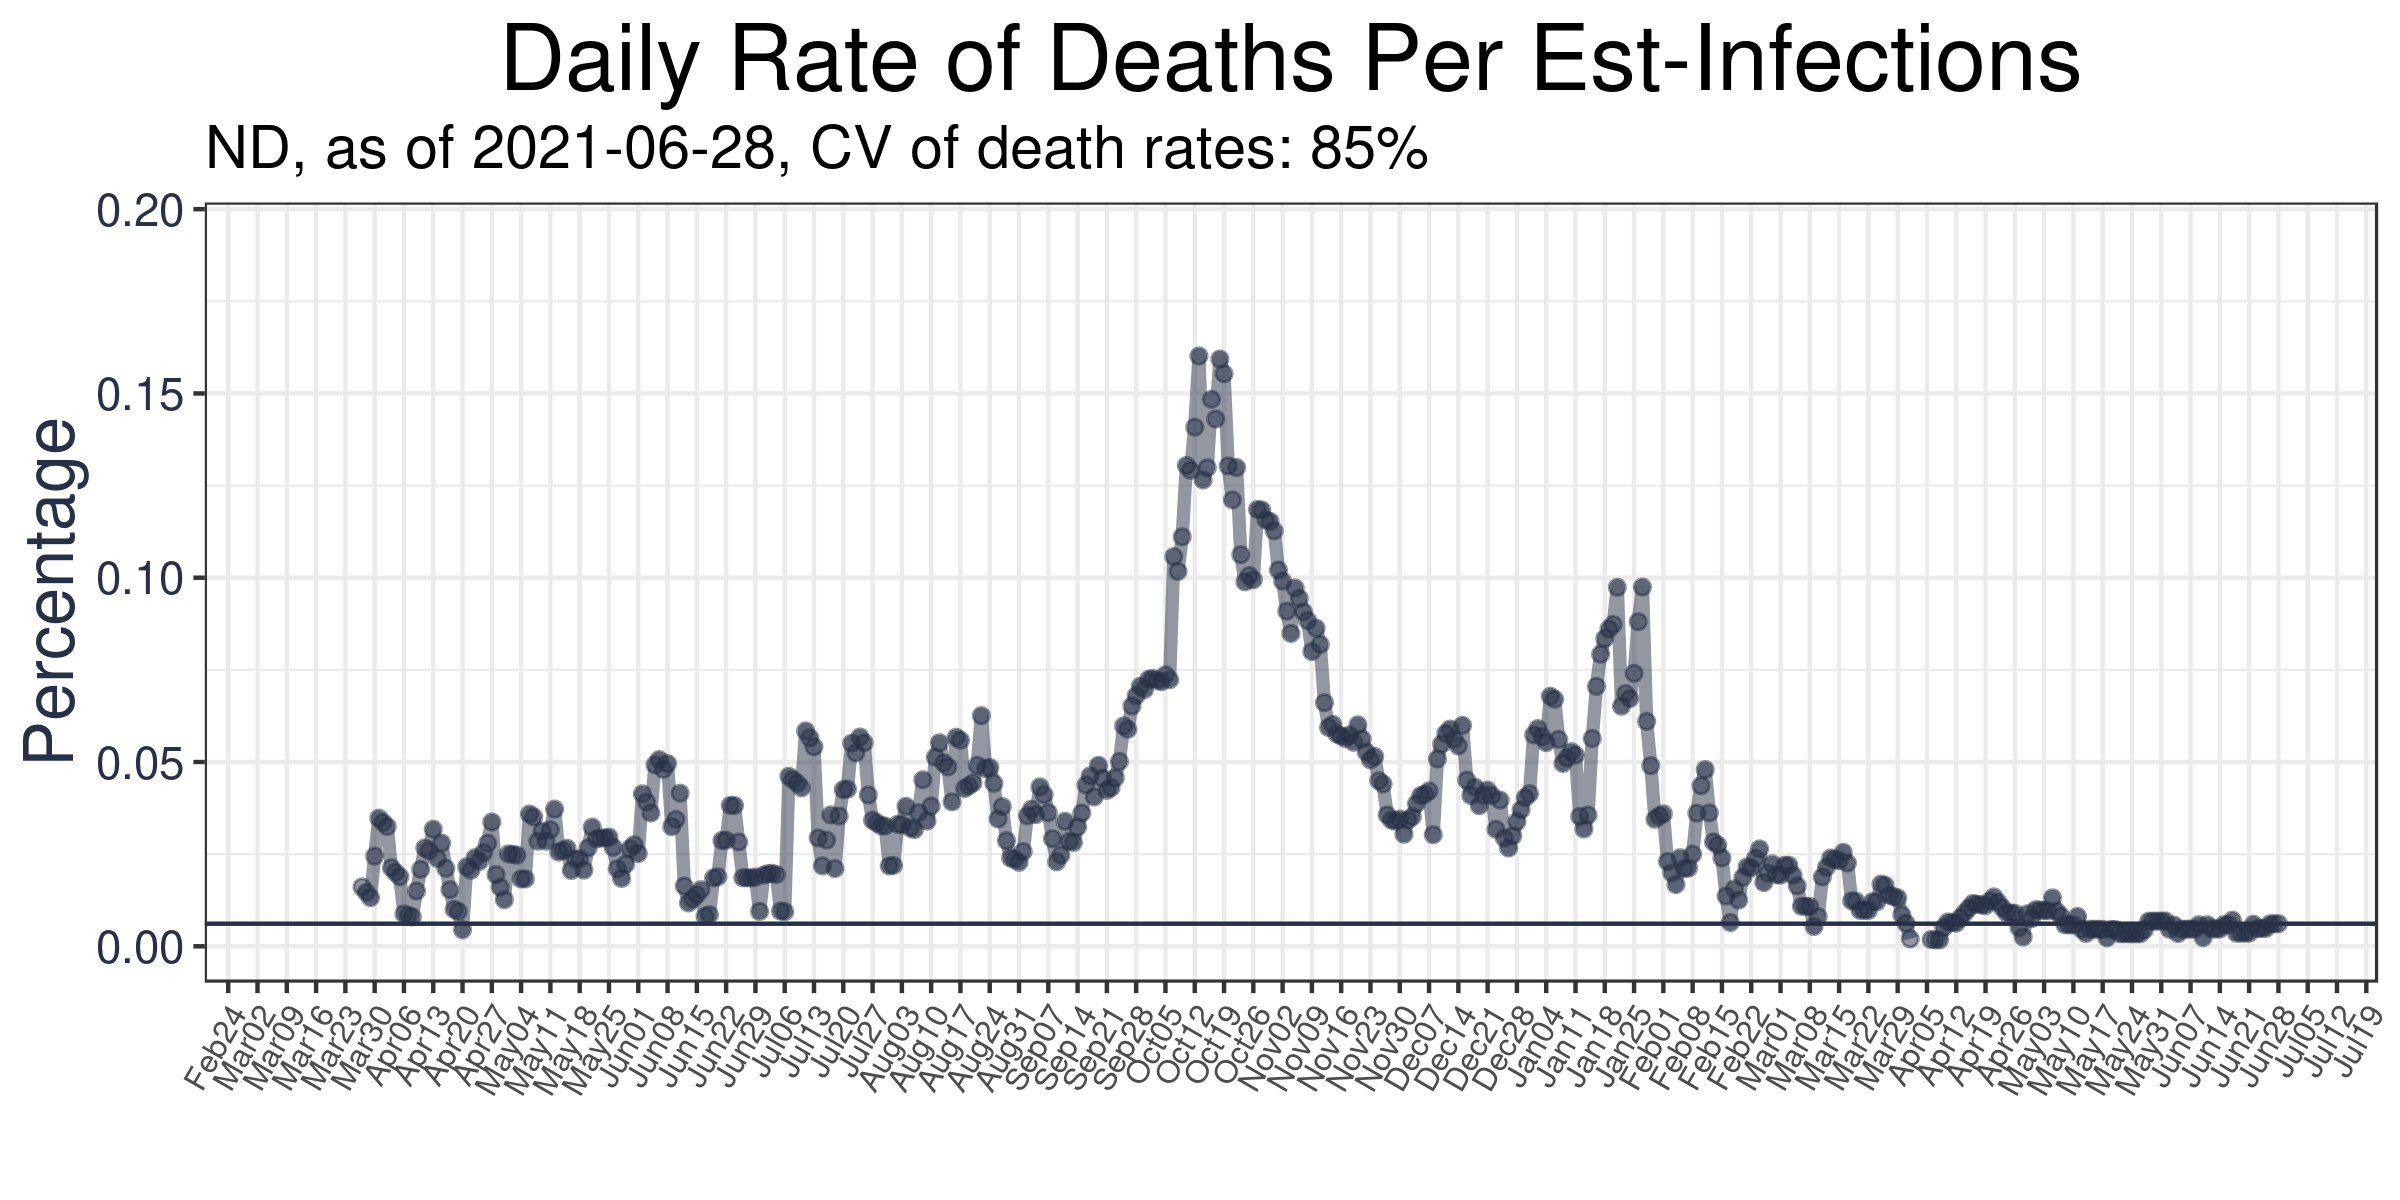 Daily Rate of Deaths Per Est-Infections
ND, as of 2021-06-28, CV of death rates: 85%
Percentage
0.20
0.15
0.10
0.05
0.00
Feb24
Mar02
Mar09
Mar16
Mar23
Mar30
Apr06
Apr13
Apr20
Apr27
May04
May11
May18
May25
Jun01
Jun08
Jun15
Jun22
Jun29
Jul06
Jul13
Jul20
Jul27
Aug03
Aug10
Aug17
Aug24
Aug31
Sep07
Sep14
Sep21
Sep28
Oct05
Oct12
Oct19
Oct26
Nov02
Nov09
Nov16
Nov23
Nov30
Dec07
Dec14
Dec21
Dec28
Jan04
Jan11
Jan18
Jan25
Feb01
Feb08
Feb15
Feb22
Mar01
Mar08
Mar15
Mar22
Mar29
Apr05
Apr12
Apr19
Apr26
May03
May10
May17
May24
May31
Jun07
Jun14
Jun21
Jun28
Jul05
Jul12
Jul19